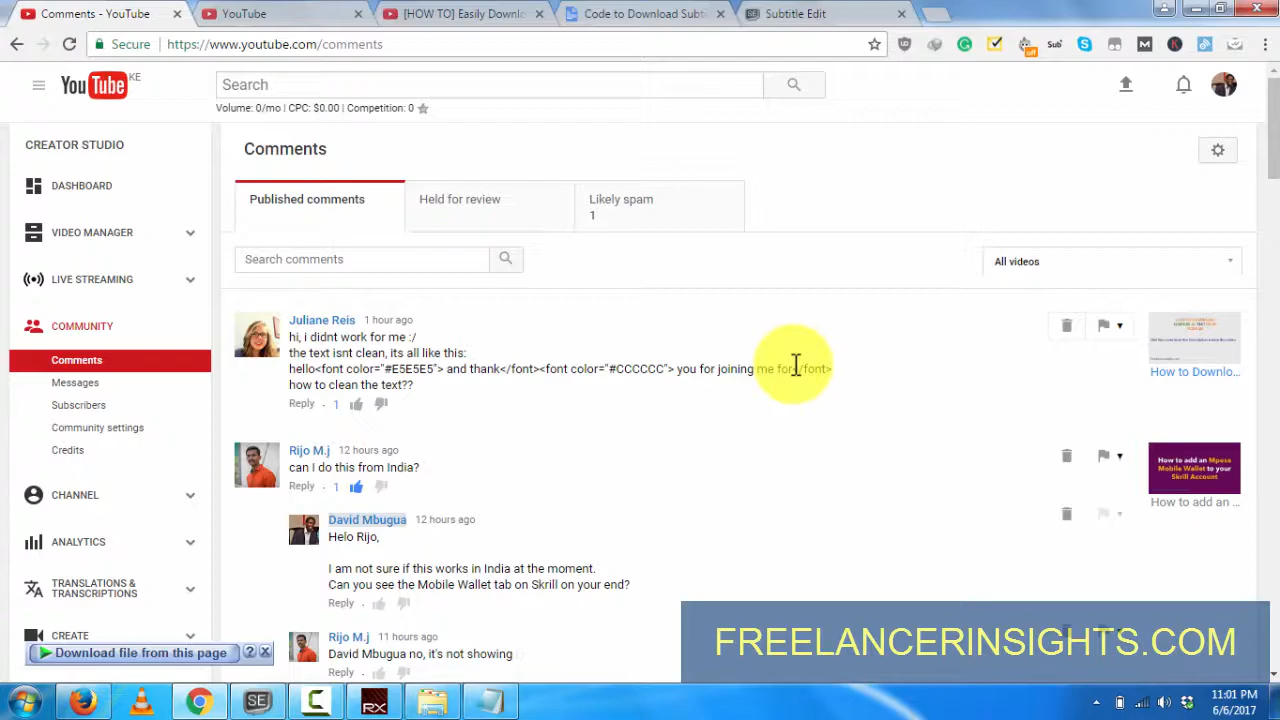 Comments - YouTube
YouTube
[HOW TO] Easily Downlo
Code to Download Subt
Subtitle Edit
Secure
https://www.youtube.com/comments
Sub²
off
You Tube KE
Search
Volume: 0/mo | CPC: $0.00 | Competition: 0
CREATOR STUDIO
DASHBOARD
VIDEO MANAGER
LIVE STREAMING
COMMUNITY
Comments
Messages
Subscribers
Community settings
Credits
CHANNEL
ANALYTICS
TRANSLATIONS &
TRANSCRIPTIONS
CREATE
Download file from this page
Comments
Published comments
Held for review
Likely spam
1
Search comments
All videos
Juliane Reis 1 hour ago
hi, i didnt work for me :/
the text isnt clean, its all like this:
hello<font color="#E5E5E5"> and thank</font><font color="#CCCCCC"> you for joining me for</font>
how to clean the text??
Reply 1
How to Downlo...
Rijo M.j 12 hours ago
can I do this from India?
Reply 1
How to add an Mpesa
Mobile Wallet to your
Skrill Account
How to add an ...
David Mbugua 12 hours ago
Helo Rijo,
I am not sure if this works in India at the moment.
Can you see the Mobile Wallet tab on Skrill on your end?
Reply
Rijo M.j 11 hours ago
David Mbugua no, it's not showing
Reply
FREELANCERINSIGHTS.COM
SE
C
RX
11:01 PM
6/6/2017